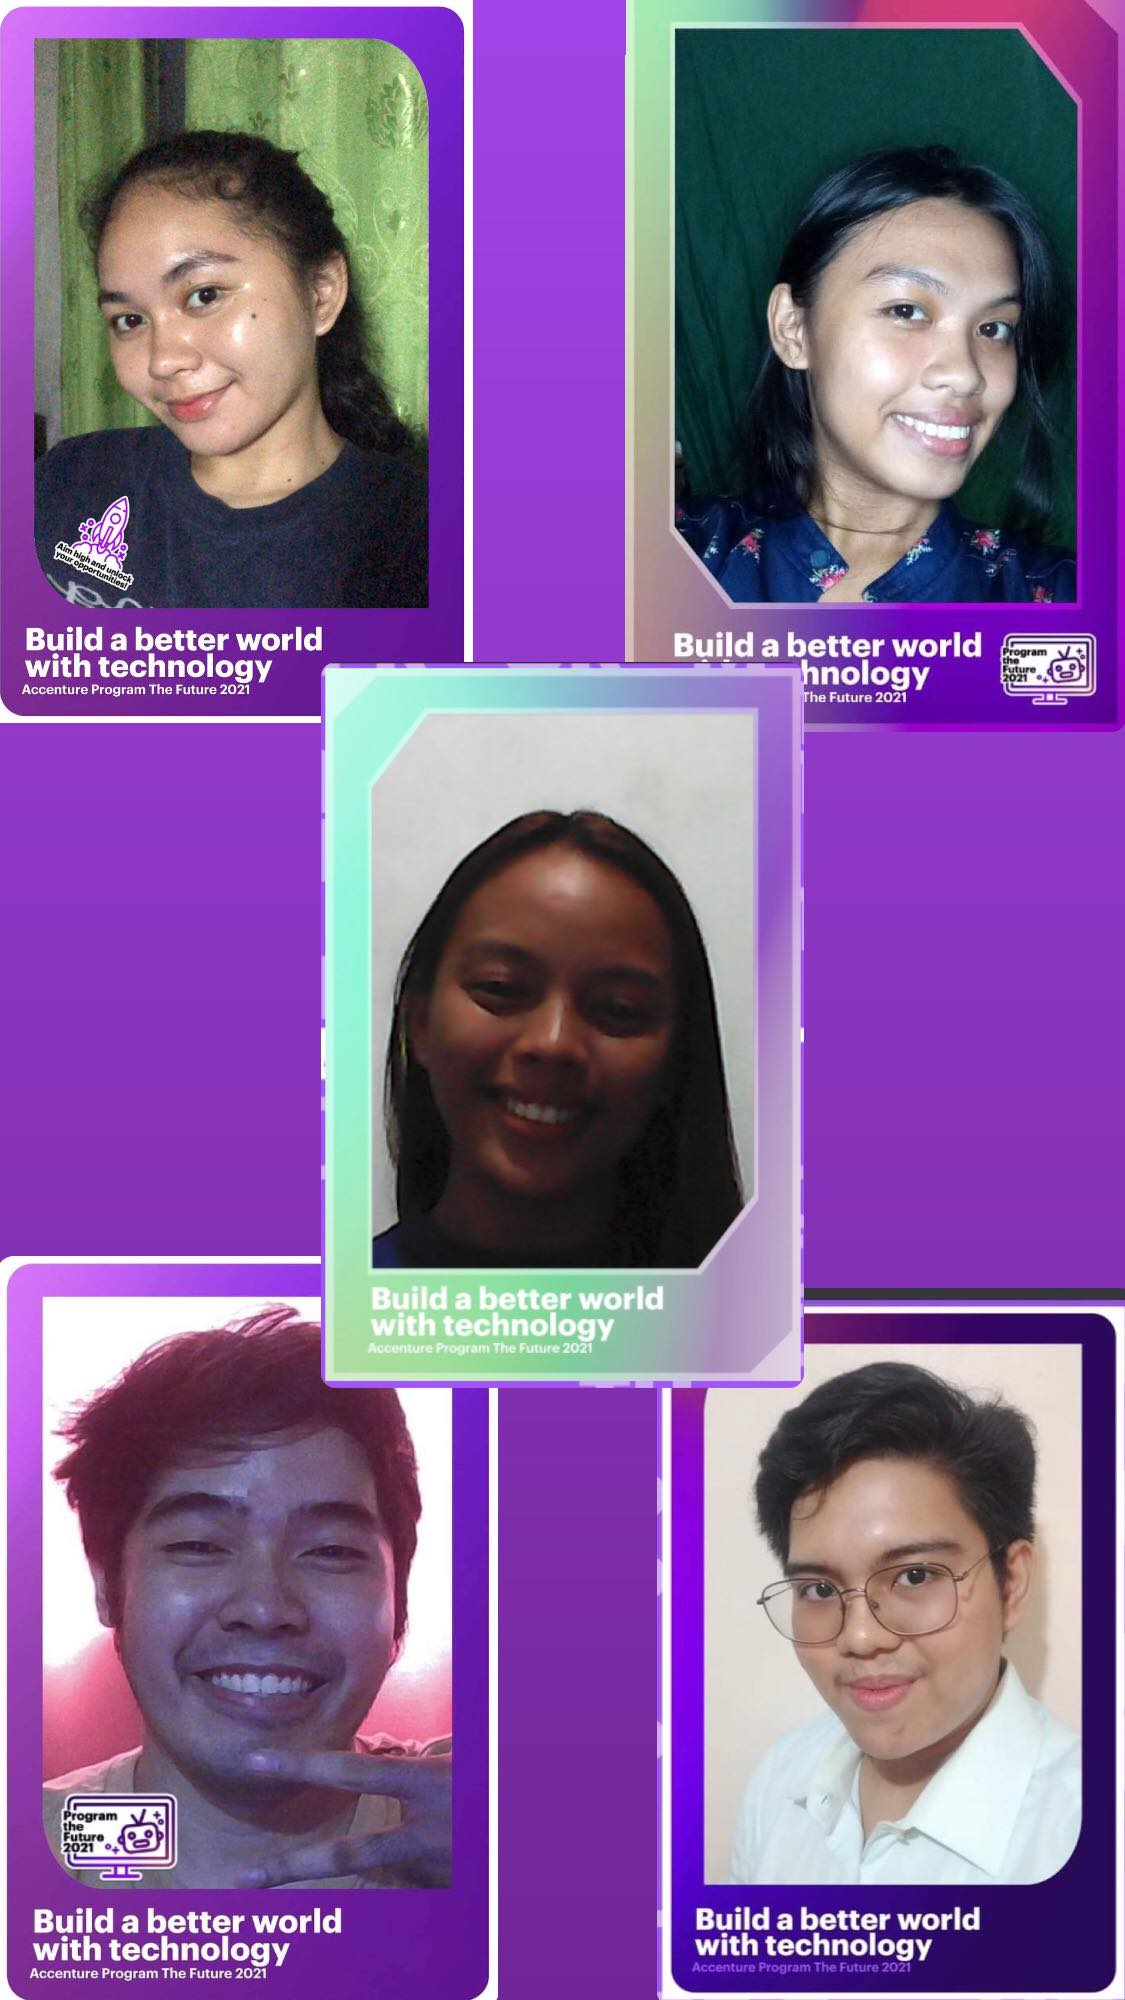 Aim high and unlock
your opportunities!
Build a better world
with technology
Accenture Program The Future 2021
Build a better world
hnology
The Future 2021
Program
the
Future
2021
Build a better world
with technology
Accenture Program The Future 2021
Program
the
Future
2021
Build a better world
with technology
Accenture Program The Future 2021
Build a better world
with technology
Accenture Program The Future 2021